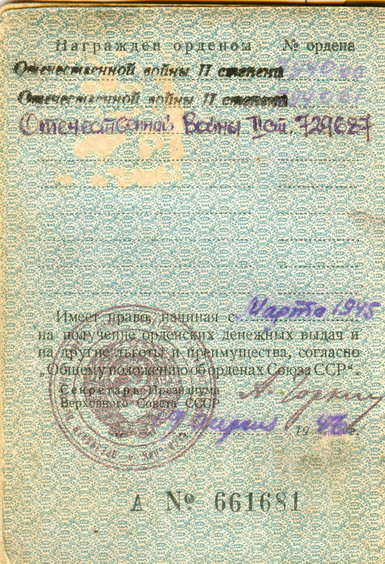 Награжден орденом — № ордена
Отечественной войны II степени
Отечественной войны II степени
Отечественной Войны II ст. 729687
Имеет право, начиная с марта 1945
на получение орденских денежных выдач и
на другие льготы и преимущества, согласно
„Общему положению об орденах Союза ССР“.
Секретарь Президиума
Верховного Совета СССР
А. Горкин
19
А № 661681